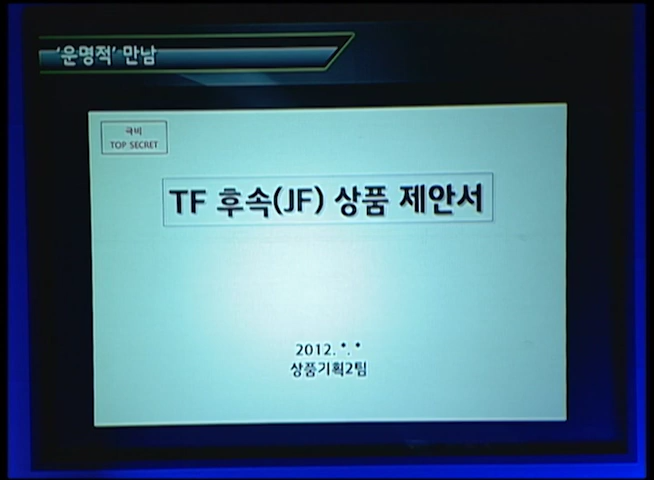 '운명적' 만남
극비
TOP SECRET
TF 후속(JF) 상품 제안서
2012. *. *
상품기획2팀